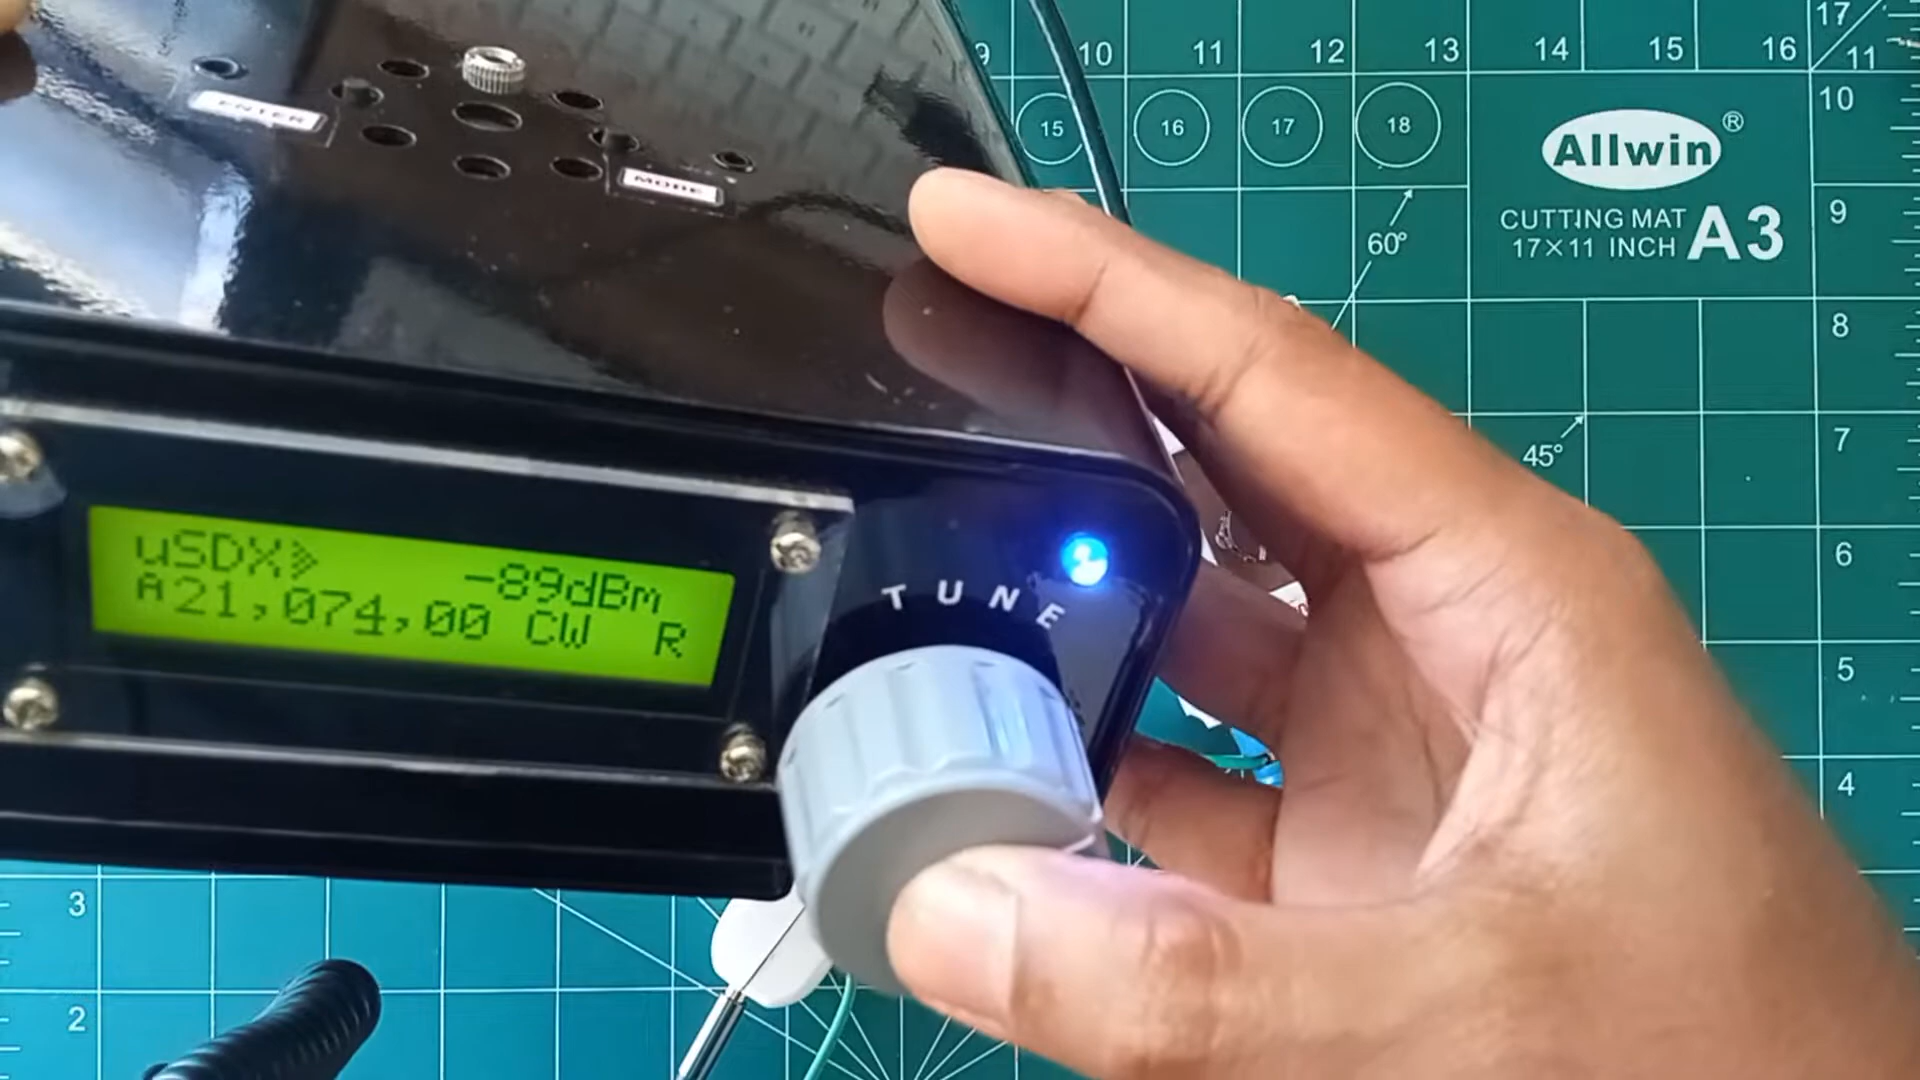 9 10 11 12 13 14 15 16 17
11
15 16 17 18
10
Allwin®
CUTTING MAT
17×11 INCH
A3
60°
9
8
45°
7
6
5
4
3
2
ENTER
MODE
uSDX -89dBm
A21,074,00 CW R
TUNE